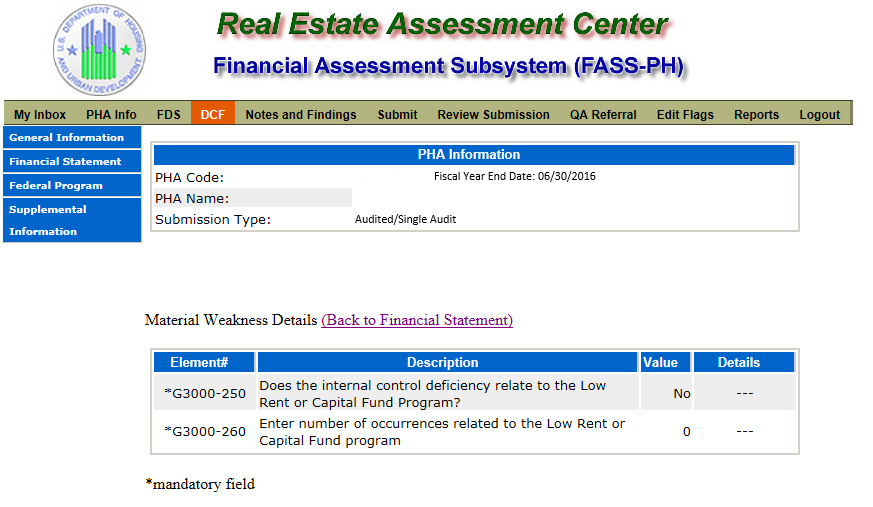 U.S. DEPARTMENT OF HOUSING
AND URBAN DEVELOPMENT
Real Estate Assessment Center
Financial Assessment Subsystem (FASS-PH)
My Inbox PHA Info FDS DCF Notes and Findings Submit Review Submission QA Referral Edit Flags Reports Logout
General Information
Financial Statement
Federal Program
Supplemental
Information
PHA Information
PHA Code: Fiscal Year End Date: 06/30/2016
PHA Name:
Submission Type: Audited/Single Audit
Material Weakness Details (Back to Financial Statement)
Element# Description Value Details
*G3000-250 Does the internal control deficiency relate to the Low
Rent or Capital Fund Program? No ---
*G3000-260 Enter number of occurrences related to the Low Rent or
Capital Fund program 0 ---
*mandatory field